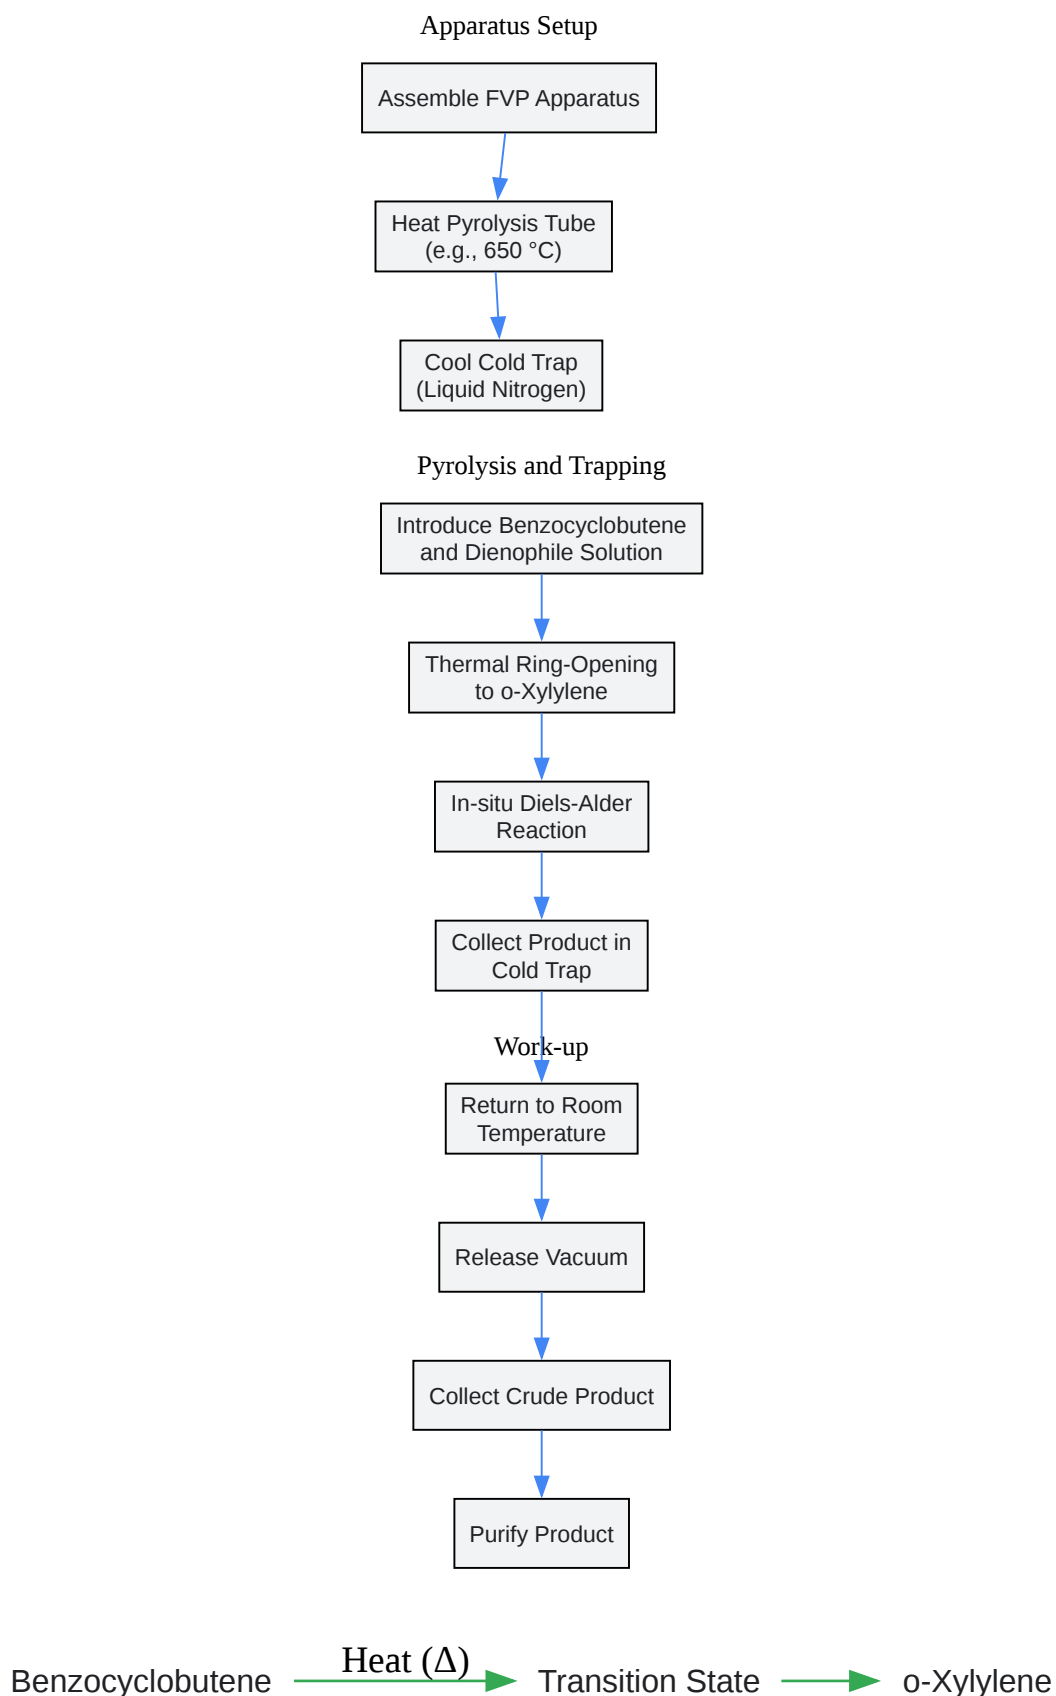 Apparatus Setup
Assemble FVP Apparatus
Heat Pyrolysis Tube
(e.g., 650 °C)
Cool Cold Trap
(Liquid Nitrogen)
Pyrolysis and Trapping
Introduce Benzocyclobutene
and Dienophile Solution
Thermal Ring-Opening
to o-Xylylene
In-situ Diels-Alder
Reaction
Collect Product in
Cold Trap
Work-up
Return to Room
Temperature
Release Vacuum
Collect Crude Product
Purify Product
Heat (Δ)
Benzocyclobutene Transition State o-Xylylene